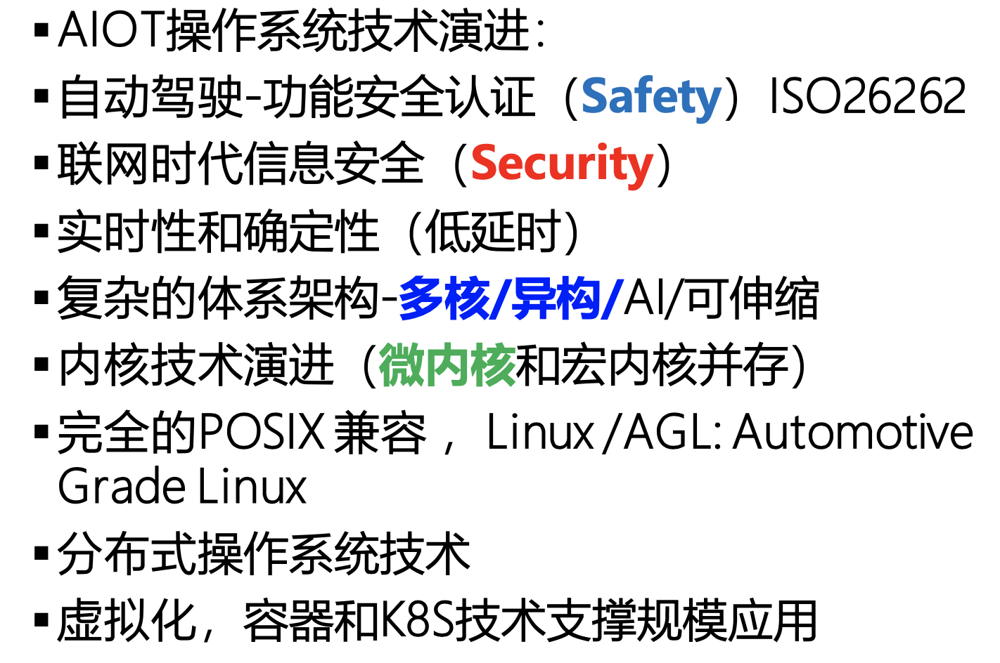 ▪AIOT操作系统技术演进：
▪自动驾驶-功能安全认证（Safety）ISO26262
▪联网时代信息安全（Security）
▪实时性和确定性（低延时）
▪复杂的体系架构-多核/异构/AI/可伸缩
▪内核技术演进（微内核和宏内核并存）
▪完全的POSIX 兼容 ，Linux /AGL: Automotive
Grade Linux
▪分布式操作系统技术
▪虚拟化，容器和K8S技术支撑规模应用